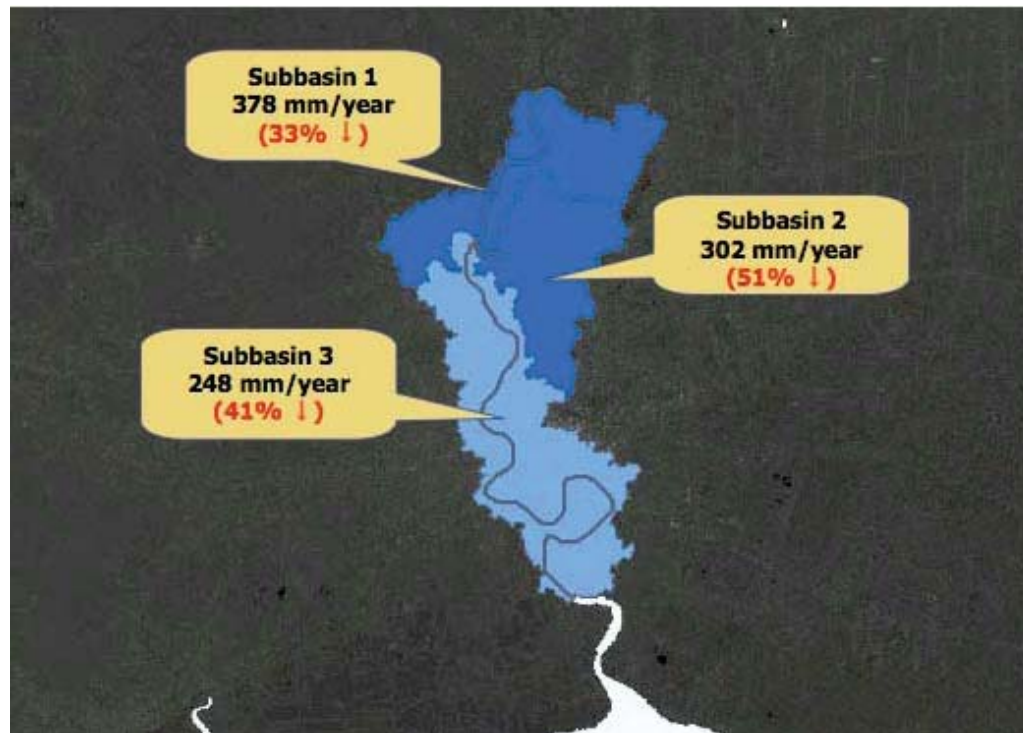 Subbasin 1
378 mm/year
(33% ↓)
Subbasin 2
302 mm/year
(51% ↓)
Subbasin 3
248 mm/year
(41% ↓)